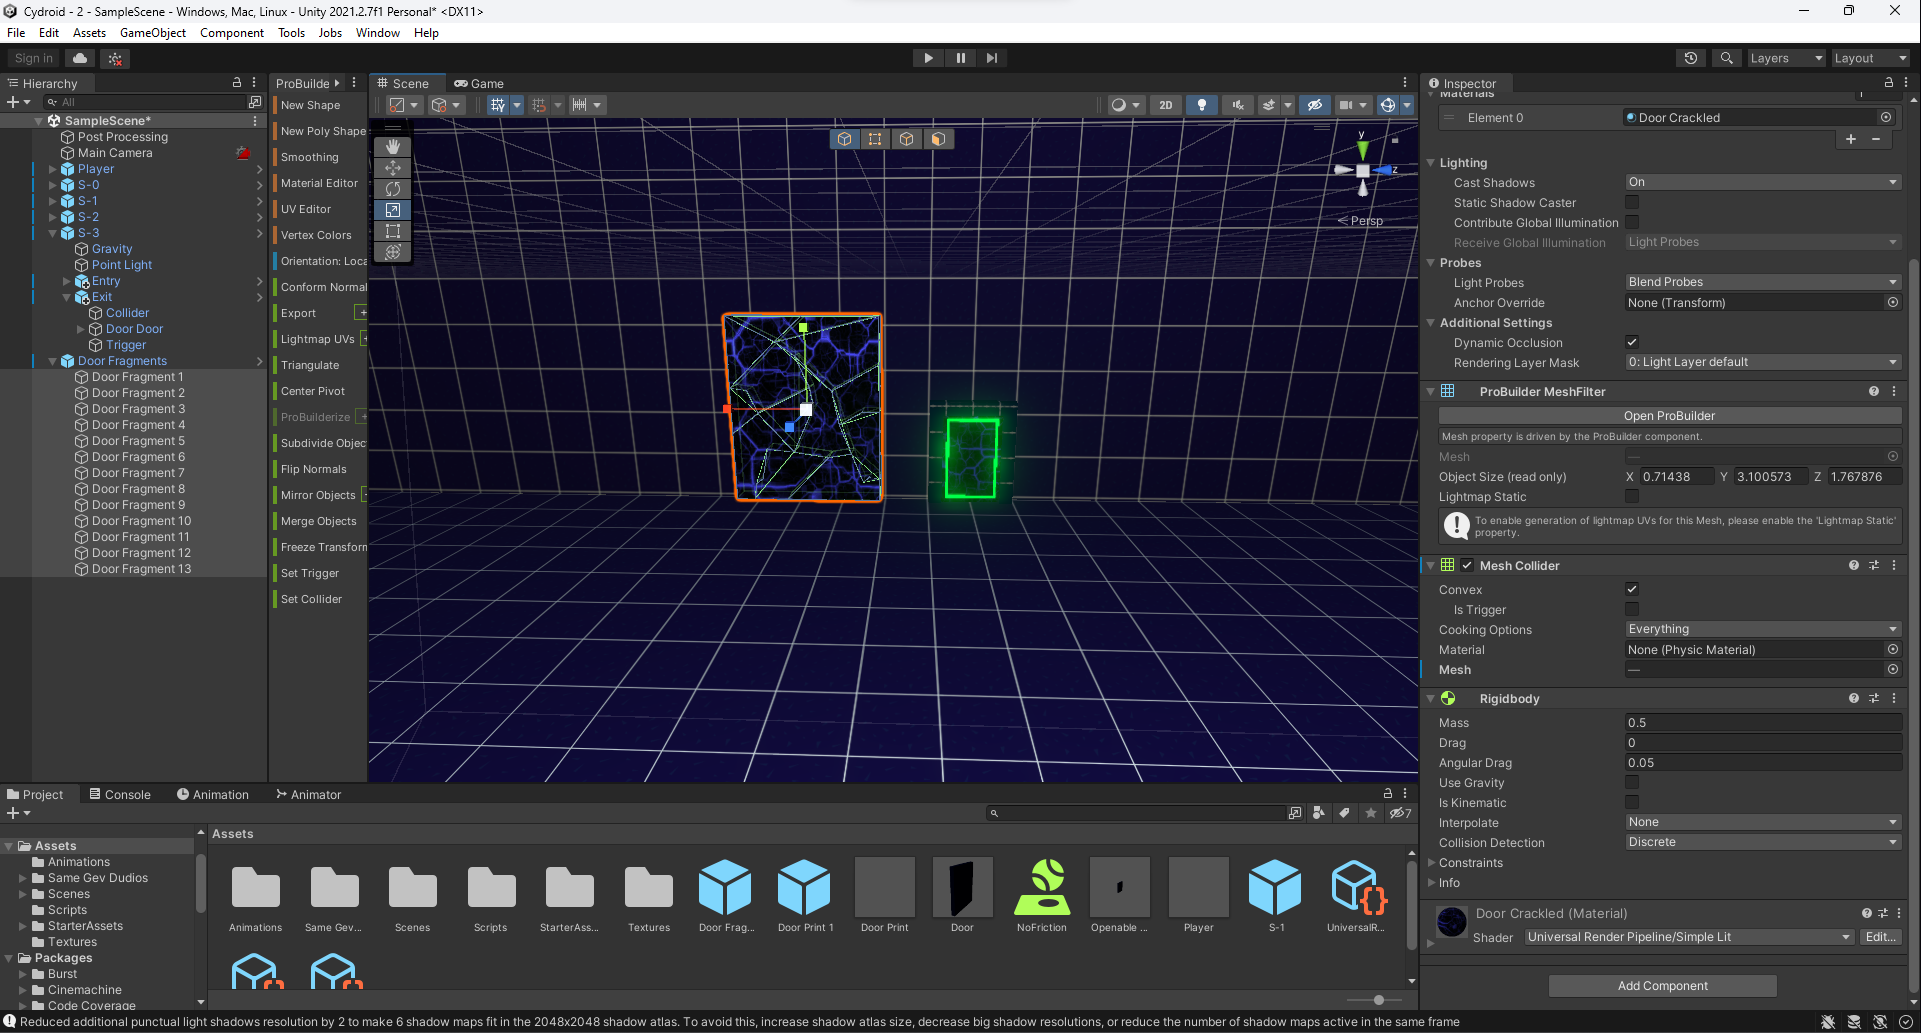 Cydroid - 2 - SampleScene - Windows, Mac, Linux - Unity 2021.2.7f1 Personal* <DX11>
File Edit Assets GameObject Component Tools Jobs Window Help
Sign in
Layers
Layout
Hierarchy
All
SampleScene*
Post Processing
Main Camera
Player
S-0
S-1
S-2
S-3
Gravity
Point Light
Entry
Exit
Collider
Door Door
Trigger
Door Fragments
Door Fragment 1
Door Fragment 2
Door Fragment 3
Door Fragment 4
Door Fragment 5
Door Fragment 6
Door Fragment 7
Door Fragment 8
Door Fragment 9
Door Fragment 10
Door Fragment 11
Door Fragment 12
Door Fragment 13
ProBuilde
New Shape
New Poly Shape
Smoothing
Material Editor
UV Editor
Vertex Colors
Orientation: Loca
Conform Normal
Export
Lightmap UVs
Triangulate
Center Pivot
ProBuilderize
Subdivide Objec
Flip Normals
Mirror Objects
Merge Objects
Freeze Transforn
Set Trigger
Set Collider
Scene
Game
2D
y
z
< Persp
Inspector
Materials
Element 0 Door Crackled
Lighting
Cast Shadows On
Static Shadow Caster
Contribute Global Illumination
Receive Global Illumination Light Probes
Probes
Light Probes Blend Probes
Anchor Override None (Transform)
Additional Settings
Dynamic Occlusion
Rendering Layer Mask 0: Light Layer default
ProBuilder MeshFilter
Open ProBuilder
Mesh property is driven by the ProBuilder component.
Mesh —
Object Size (read only) X 0.71438 Y 3.100573 Z 1.767876
Lightmap Static
To enable generation of lightmap UVs for this Mesh, please enable the 'Lightmap Static'
property.
Mesh Collider
Convex
Is Trigger
Cooking Options Everything
Material None (Physic Material)
Mesh —
Rigidbody
Mass 0.5
Drag 0
Angular Drag 0.05
Use Gravity
Is Kinematic
Interpolate None
Collision Detection Discrete
Constraints
Info
Door Crackled (Material)
Shader Universal Render Pipeline/Simple Lit Edit...
Add Component
Project
Console
Animation
Animator
7
Assets
Animations
Same Gev Dudios
Scenes
Scripts
StarterAssets
Textures
Packages
Burst
Cinemachine
Code Coverage
Assets
Animations
Same Gev...
Scenes
Scripts
StarterAss...
Textures
Door Frag...
Door Print 1
Door Print
Door
NoFriction
Openable ...
Player
S-1
UniversalR...
Reduced additional punctual light shadows resolution by 2 to make 6 shadow maps fit in the 2048x2048 shadow atlas. To avoid this, increase shadow atlas size, decrease big shadow resolutions, or reduce the number of shadow maps active in the same frame